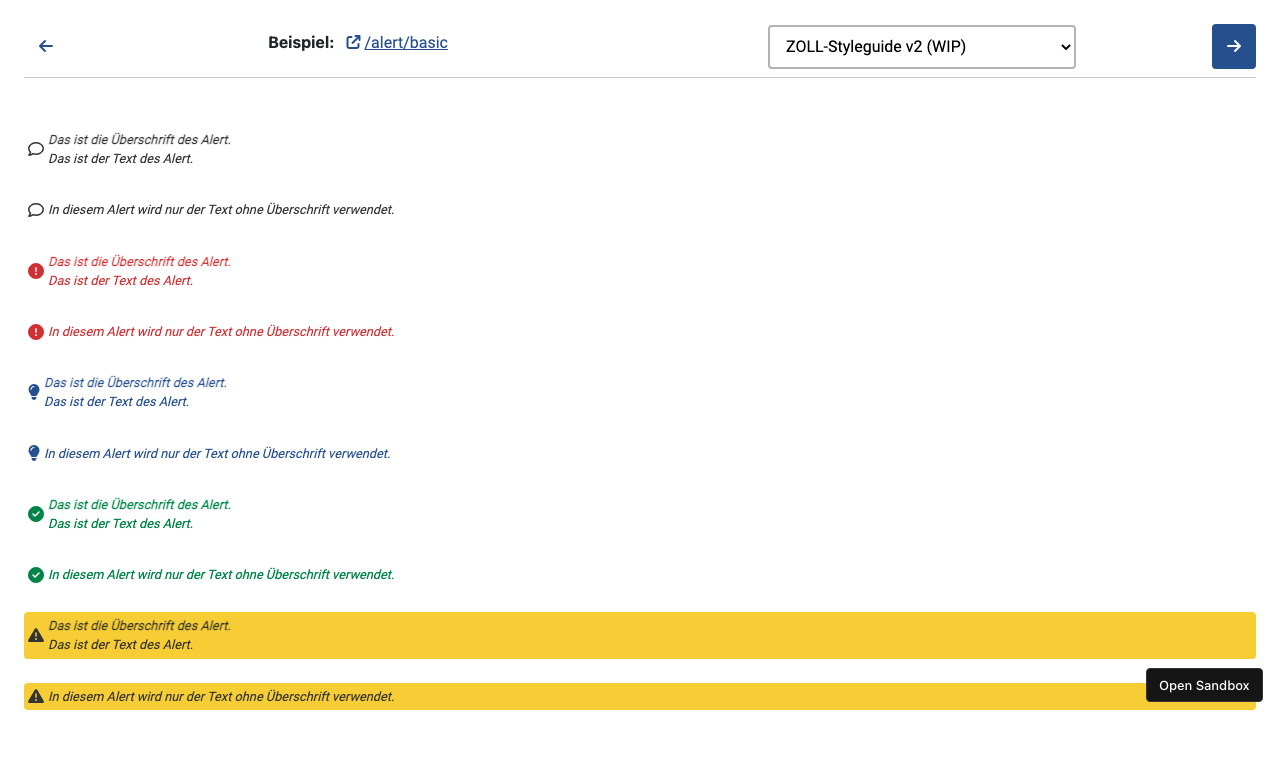 Beispiel: /alert/basic
ZOLL-Styleguide v2 (WIP)
Das ist die Überschrift des Alert.
Das ist der Text des Alert.
In diesem Alert wird nur der Text ohne Überschrift verwendet.
Das ist die Überschrift des Alert.
Das ist der Text des Alert.
In diesem Alert wird nur der Text ohne Überschrift verwendet.
Das ist die Überschrift des Alert.
Das ist der Text des Alert.
In diesem Alert wird nur der Text ohne Überschrift verwendet.
Das ist die Überschrift des Alert.
Das ist der Text des Alert.
In diesem Alert wird nur der Text ohne Überschrift verwendet.
Das ist die Überschrift des Alert.
Das ist der Text des Alert.
Open Sandbox
In diesem Alert wird nur der Text ohne Überschrift verwendet.